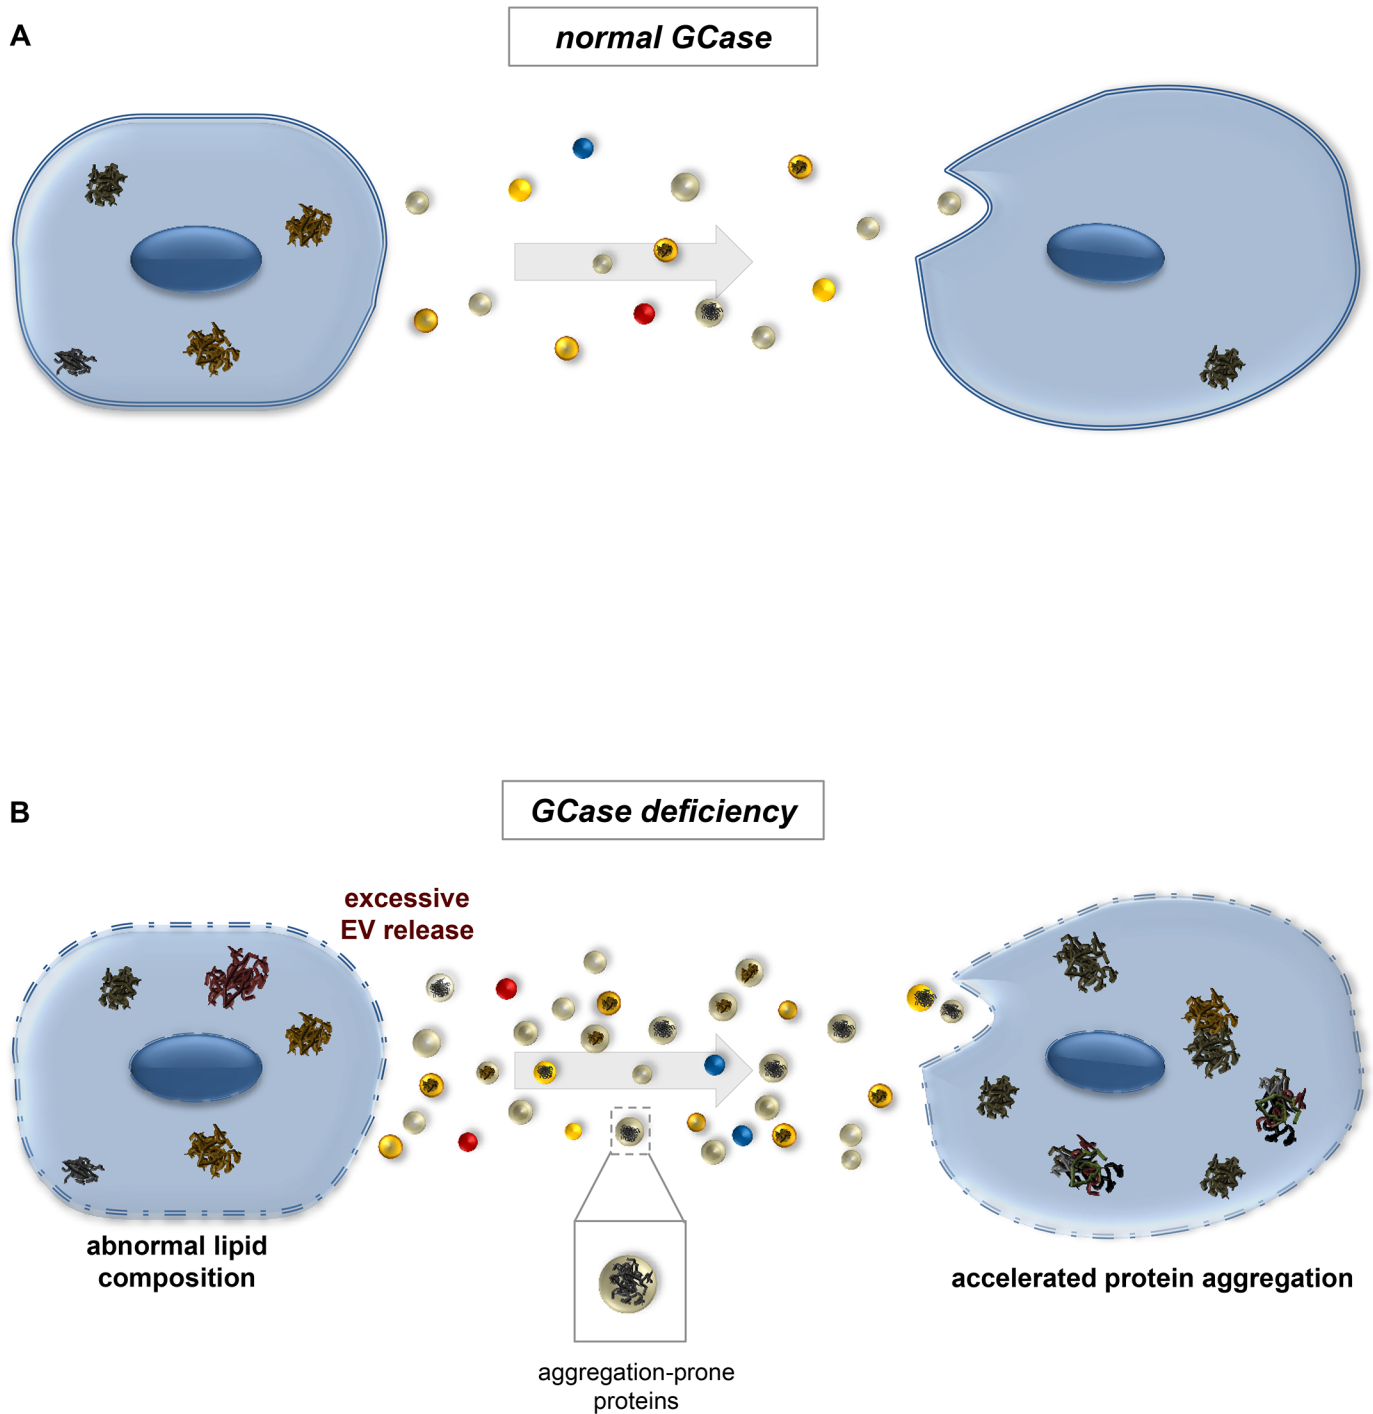 A
normal GCase
B
GCase deficiency
excessive
EV release
abnormal lipid
composition
accelerated protein aggregation
aggregation-prone
proteins